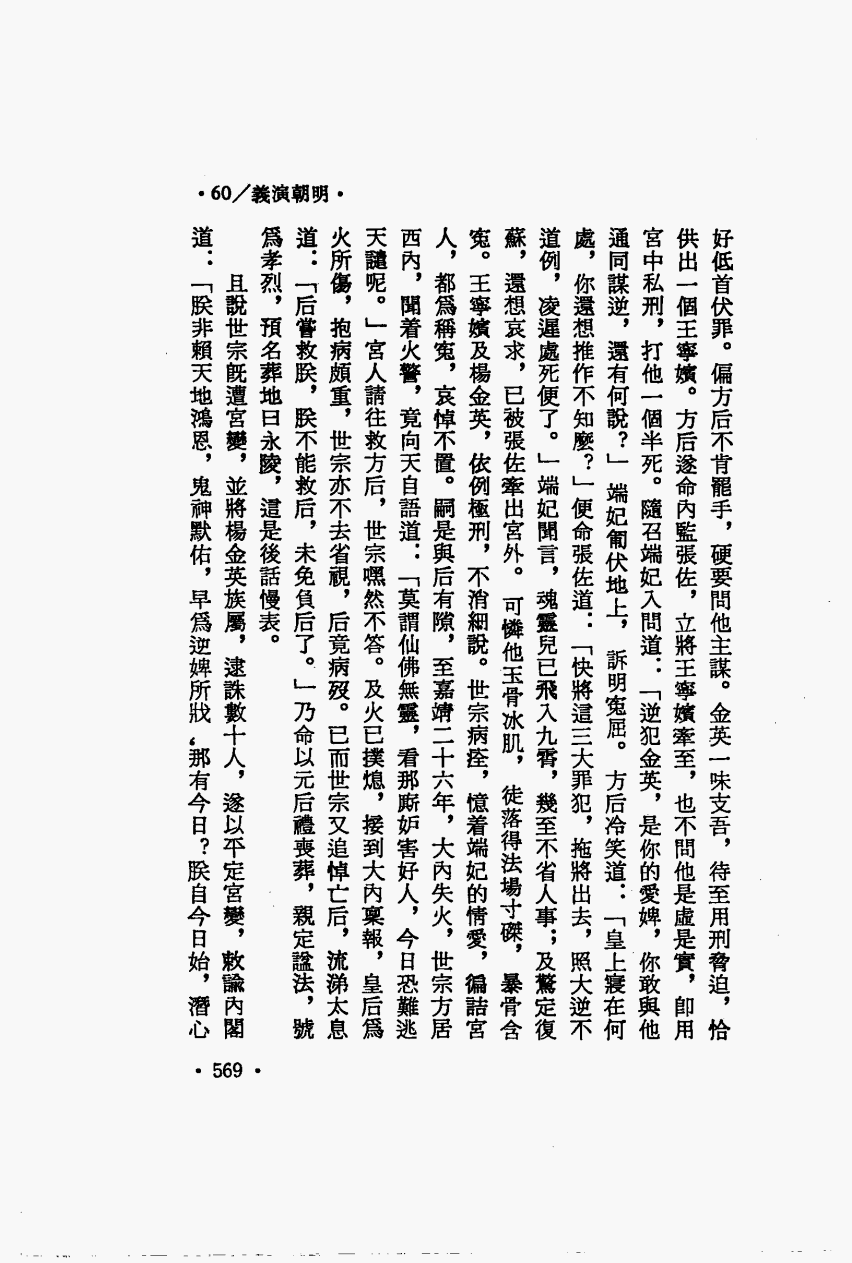 ·60／義演朝明·
好低首伏罪。偏方后不肯罷手，硬要問他主謀。金英一味支吾，待至用刑脅迫，恰
供出一個王寧嬪。方后遂命內監張佐，立將王寧嬪牽至，也不問他是虛是實，卽用
宮中私刑，打他一個半死。隨召端妃入問道：「逆犯金英，是你的愛婢，你敢與他
通同謀逆，還有何說？」端妃匍伏地上，訴明寃屈。方后冷笑道：「皇上寢在何
處，你還想推作不知麼？」便命張佐道：「快將這三大罪犯，拖將出去，照大逆不
道例，凌遲處死便了。」端妃聞言，魂靈兒已飛入九霄，幾至不省人事；及驚定復
蘇，還想哀求，已被張佐牽出宮外。可憐他玉骨冰肌，徒落得法場寸磔，暴骨含
寃。王寧嬪及楊金英，依例極刑，不消細說。世宗病痊，憶着端妃的情愛，徧詰宮
人，都爲稱寃，哀悼不置。嗣是與后有隙，至嘉靖二十六年，大內失火，世宗方居
西內，聞着火警，竟向天自語道：「莫謂仙佛無靈，看那廝妒害好人，今日恐難逃
天譴呢。」宮人請往救方后，世宗嘿然不答。及火已撲熄，接到大內稟報，皇后爲
火所傷，抱病頗重，世宗亦不去省視，后竟病歿。已而世宗又追悼亡后，流涕太息
道：「后嘗救朕，朕不能救后，未免負后了。」乃命以元后禮喪葬，親定諡法，號
爲孝烈，預名葬地曰永陵，這是後話慢表。
且說世宗旣遭宮變，並將楊金英族屬，逮誅數十人，遂以平定宮變，敕諭內閣
道：「朕非賴天地鴻恩，鬼神默佑，早爲逆婢所戕，那有今日？朕自今日始，潛心
·569·